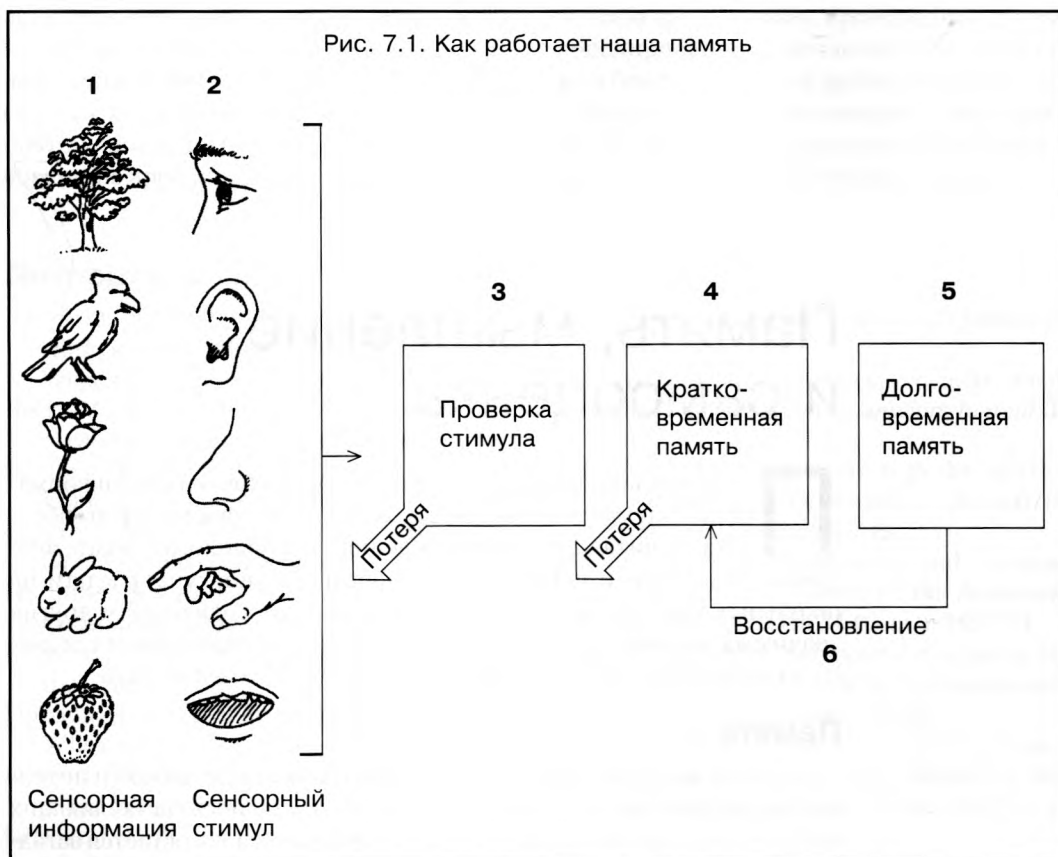 Рис. 7.1. Как работает наша память
1 2
3 4 5
Проверка
стимула
Кратко-
временная
память
Долго-
временная
память
Потеря
Потеря
Восстановление
6
Сенсорная
информация
Сенсорный
стимул